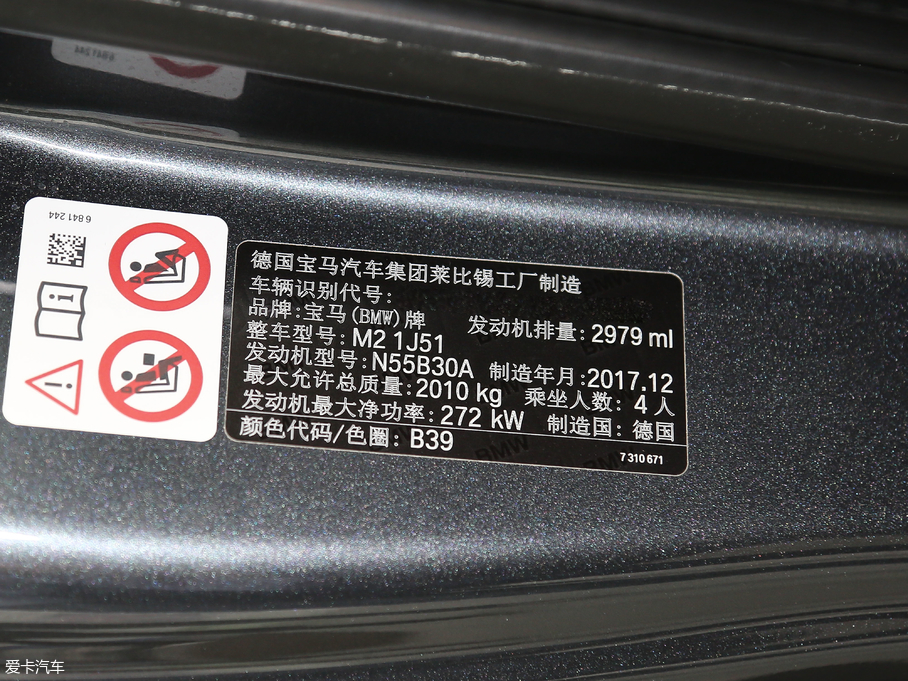 6 841 244
德国宝马汽车集团莱比锡工厂制造
车辆识别代号:
品牌:宝马(BMW)牌 发动机排量: 2979 ml
整车型号: M2 1J51
发动机型号: N55B30A 制造年月: 2017.12
最大允许总质量: 2010 kg 乘坐人数: 4 人
发动机最大净功率: 272 kW 制造国: 德国
颜色代码/色圈: B39
7 310 671
爱卡汽车